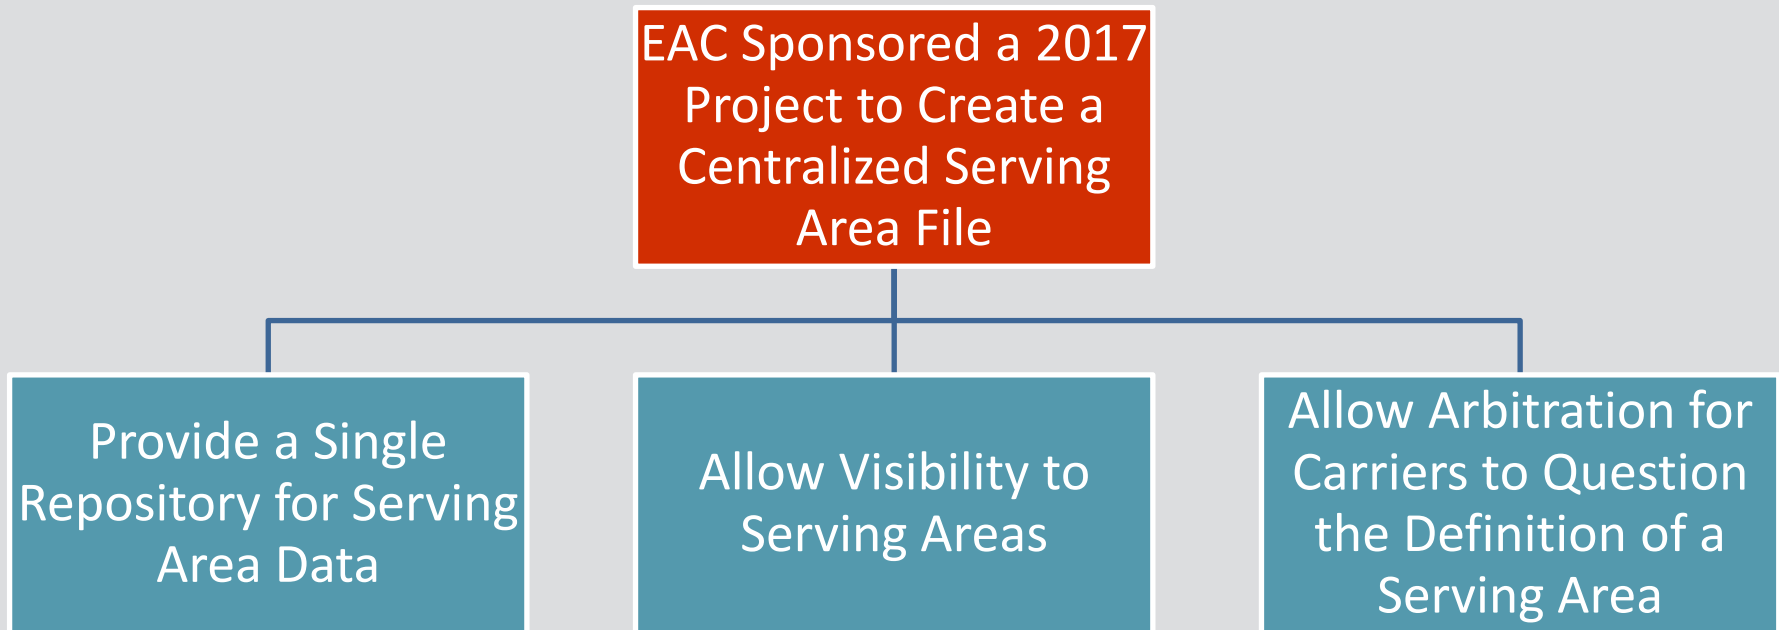 EAC Sponsored a 2017
Project to Create a
Centralized Serving
Area File
Provide a Single
Repository for Serving
Area Data
Allow Visibility to
Serving Areas
Allow Arbitration for
Carriers to Question
the Definition of a
Serving Area